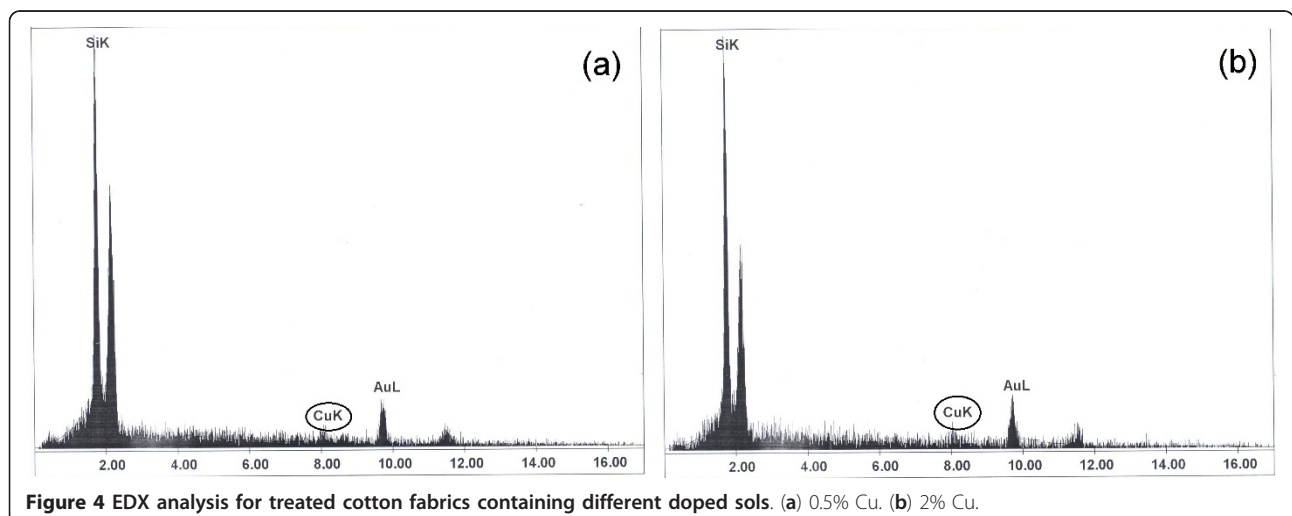 SiK
(a)
CuK
AuL
2.00 4.00 6.00 8.00 10.00 12.00 14.00 16.00
SiK
(b)
CuK
AuL
2.00 4.00 6.00 8.00 10.00 12.00 14.00 16.00
Figure 4 EDX analysis for treated cotton fabrics containing different doped sols. (a) 0.5% Cu. (b) 2% Cu.